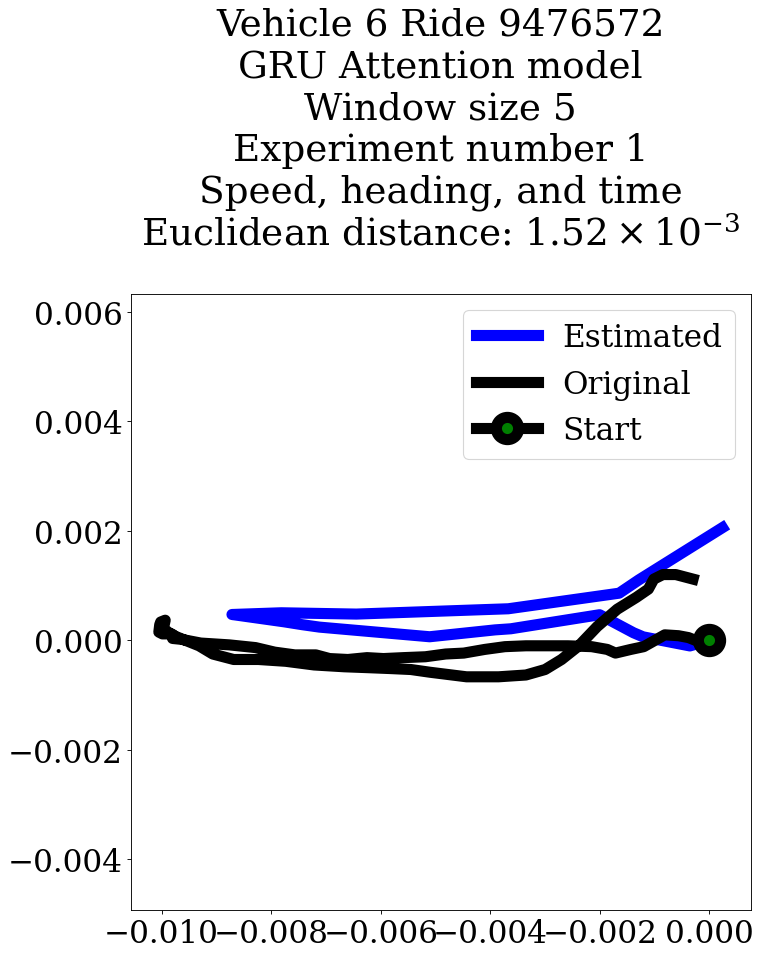 Vehicle 6 Ride 9476572
GRU Attention model
Window size 5
Experiment number 1
Speed, heading, and time
Euclidean distance: 1.52 × 10⁻³
0.006
0.004
0.002
0.000
−0.002
−0.004
Estimated
Original
Start
−0.010 −0.008 −0.006 −0.004 −0.002 0.000